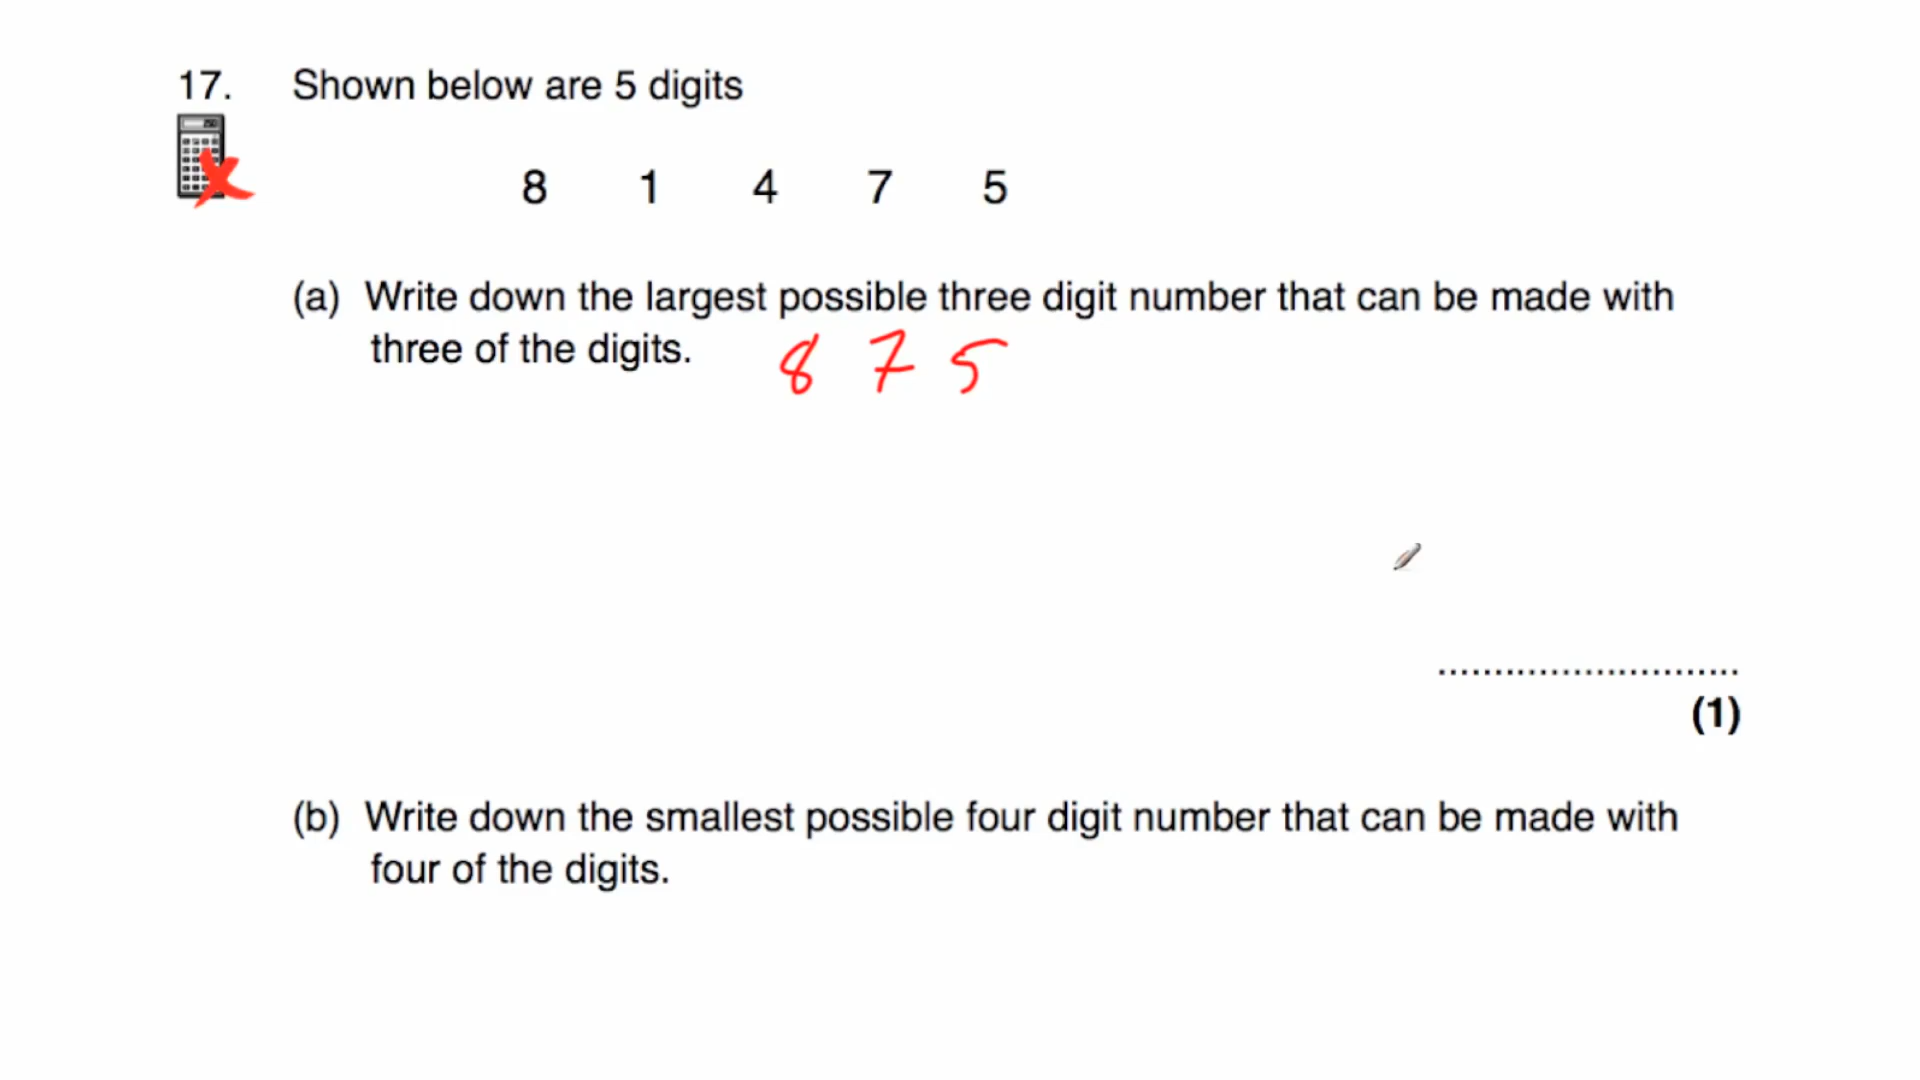 17. Shown below are 5 digits
8 1 4 7 5
(a) Write down the largest possible three digit number that can be made with
three of the digits. 8 7 5
...........................
(1)
(b) Write down the smallest possible four digit number that can be made with
four of the digits.